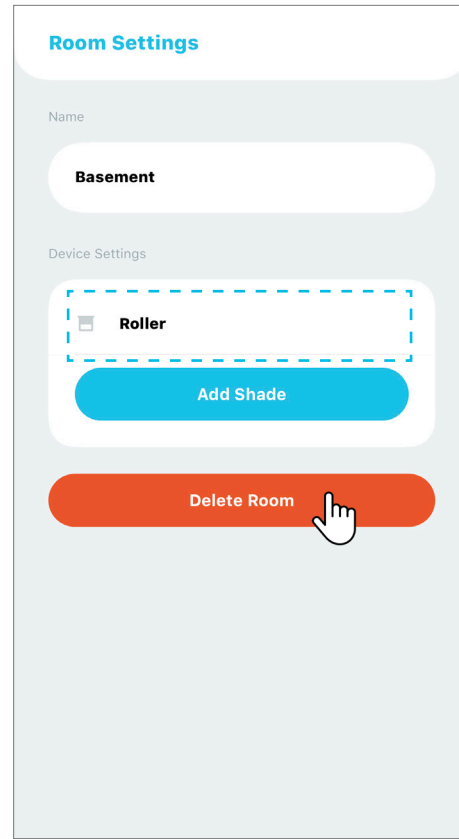 Room Settings
Name
Basement
Device Settings
Roller
Add Shade
Delete Room